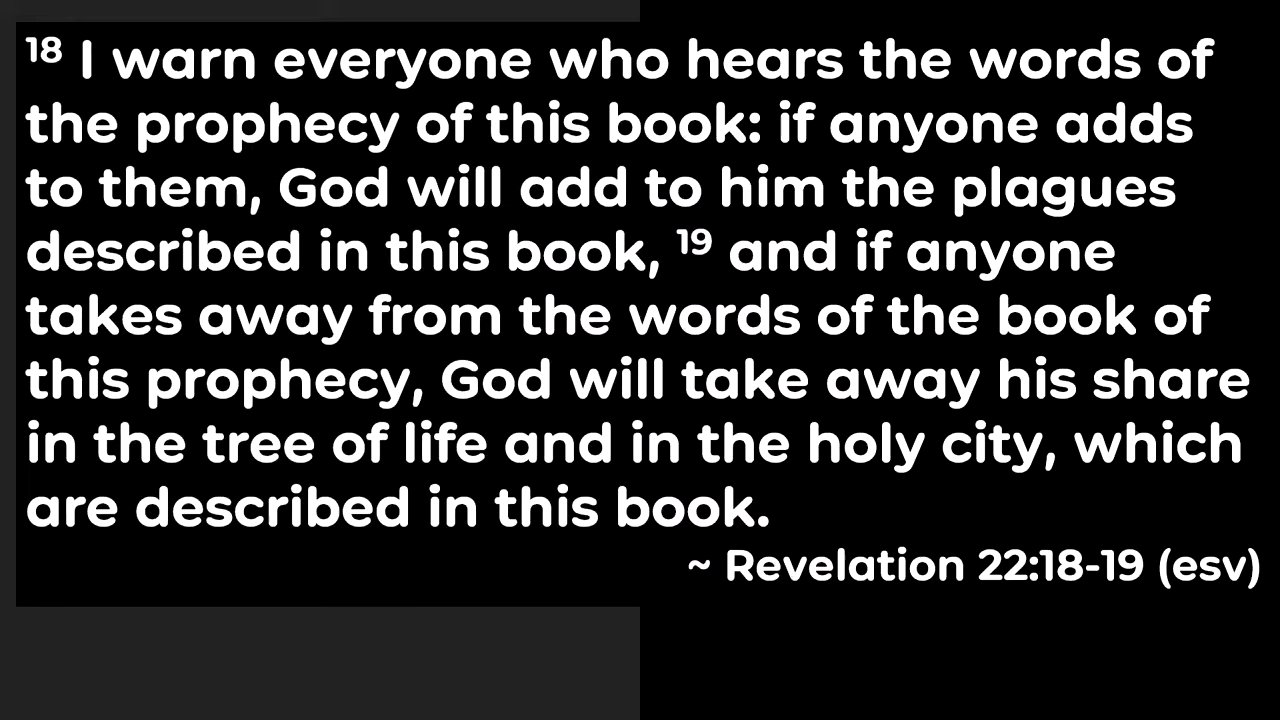 ¹⁸ I warn everyone who hears the words of
the prophecy of this book: if anyone adds
to them, God will add to him the plagues
described in this book, ¹⁹ and if anyone
takes away from the words of the book of
this prophecy, God will take away his share
in the tree of life and in the holy city, which
are described in this book.
~ Revelation 22:18-19 (esv)